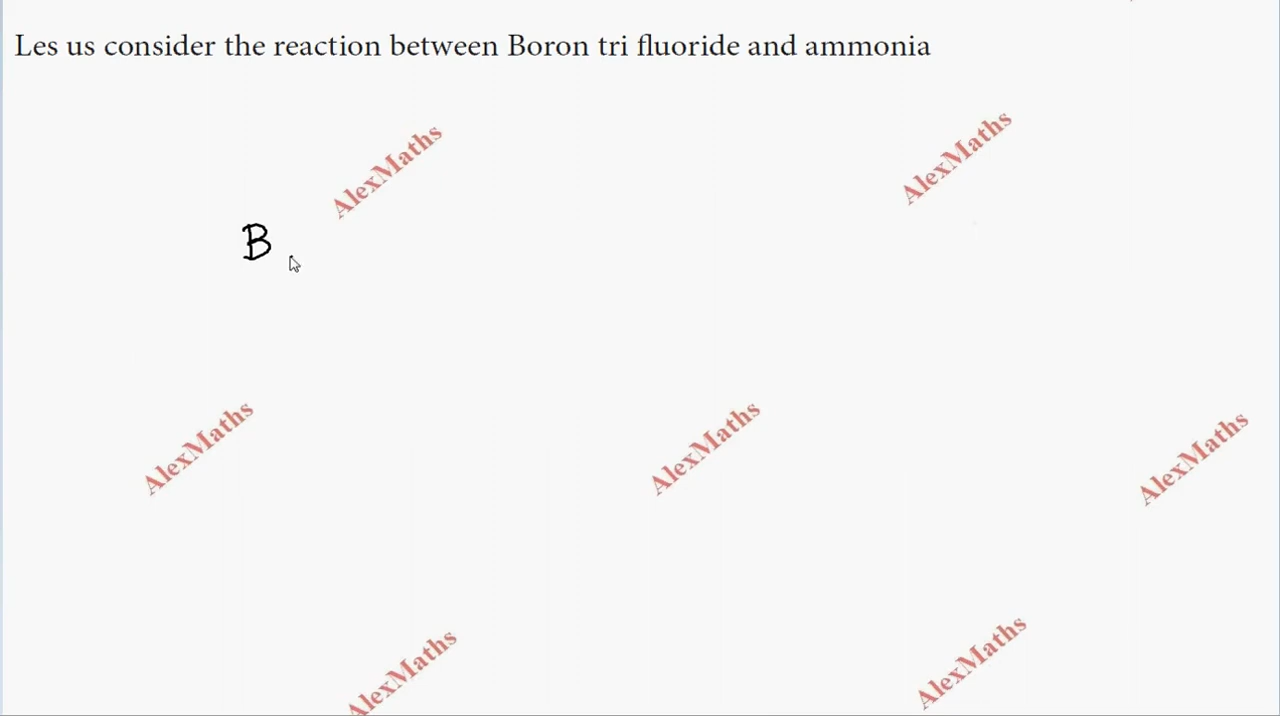 Les us consider the reaction between Boron tri fluoride and ammonia
AlexMaths
AlexMaths
B
AlexMaths
AlexMaths
AlexMaths
AlexMaths
AlexMaths